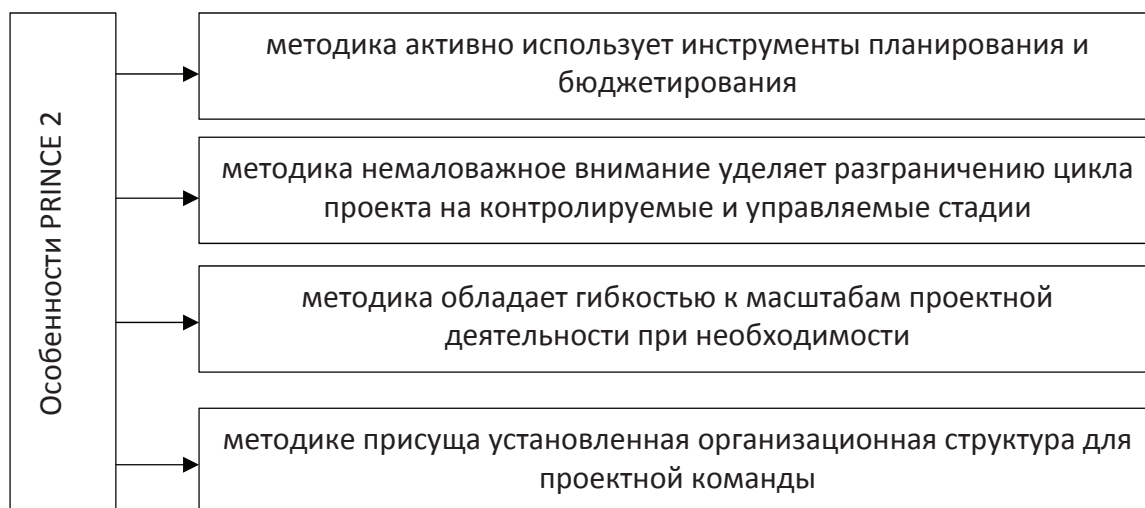 Особенности PRINCE 2
методика активно использует инструменты планирования и
бюджетирования
методика немаловажное внимание уделяет разграничению цикла
проекта на контролируемые и управляемые стадии
методика обладает гибкостью к масштабам проектной
деятельности при необходимости
методике присуща установленная организационная структура для
проектной команды